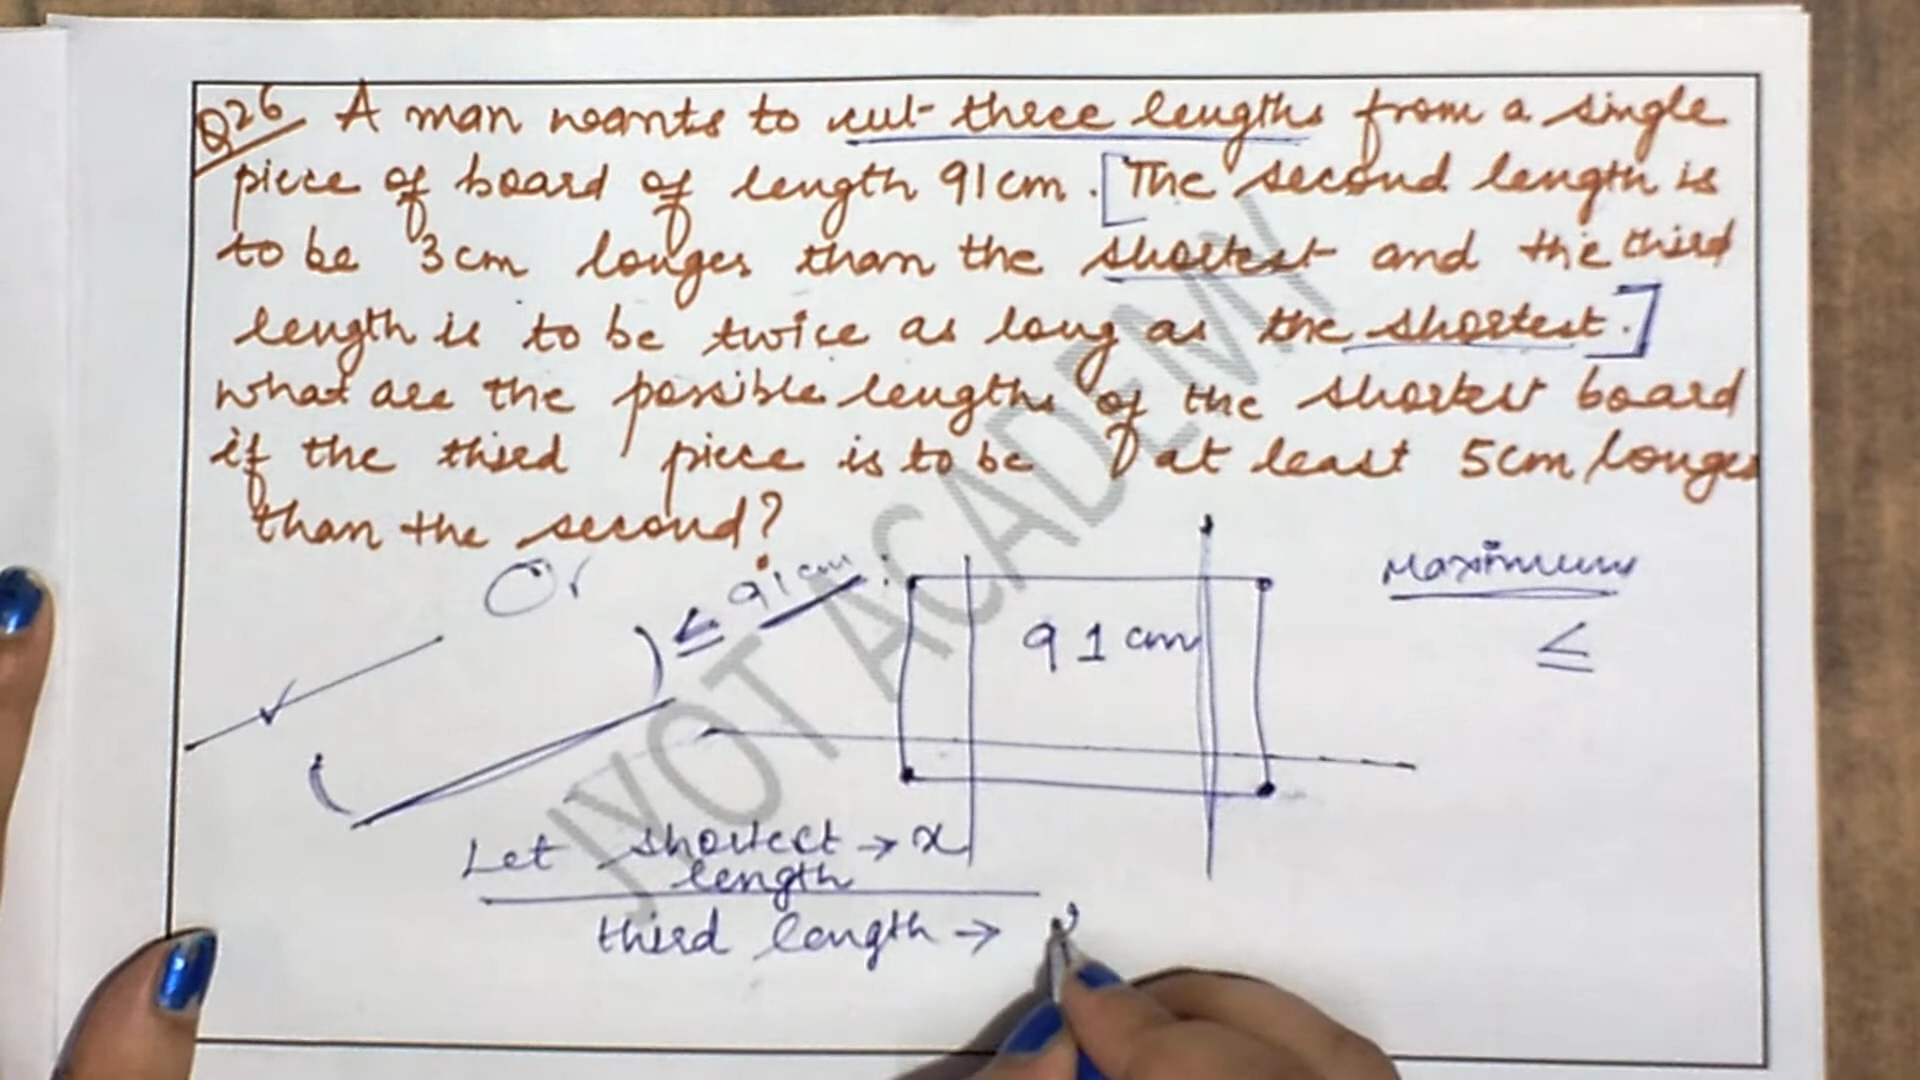 Q26 A man wants to cut three lengths from a single
piece of board of length 91cm. [The second length is
to be 3cm longer than the shortest and the third
length is to be twice as long as the shortest.]
what are the possible lengths of the shortest board
if the third piece is to be at least 5cm longer
than the second?
Or
≤ 91cm
91cm
Maximum
≤
Let shortest → x
length
third length →
JYOT ACADEMY